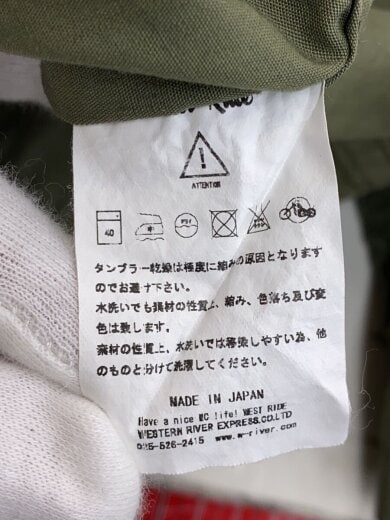 ATTENTION
40
タンブラー乾燥は極度に縮みの原因となります
のでお避け下さい。
水洗いでも素材の性質上、縮み、色落ち及び変
色は致します。
素材の性質上、水洗いでは移染しやすい為、他
のものと分けて洗濯してください。
MADE IN JAPAN
Have a nice MC life! WEST RIDE
WESTERN RIVER EXPRESS.CO.LTD
-526-2415 www.w-river.com